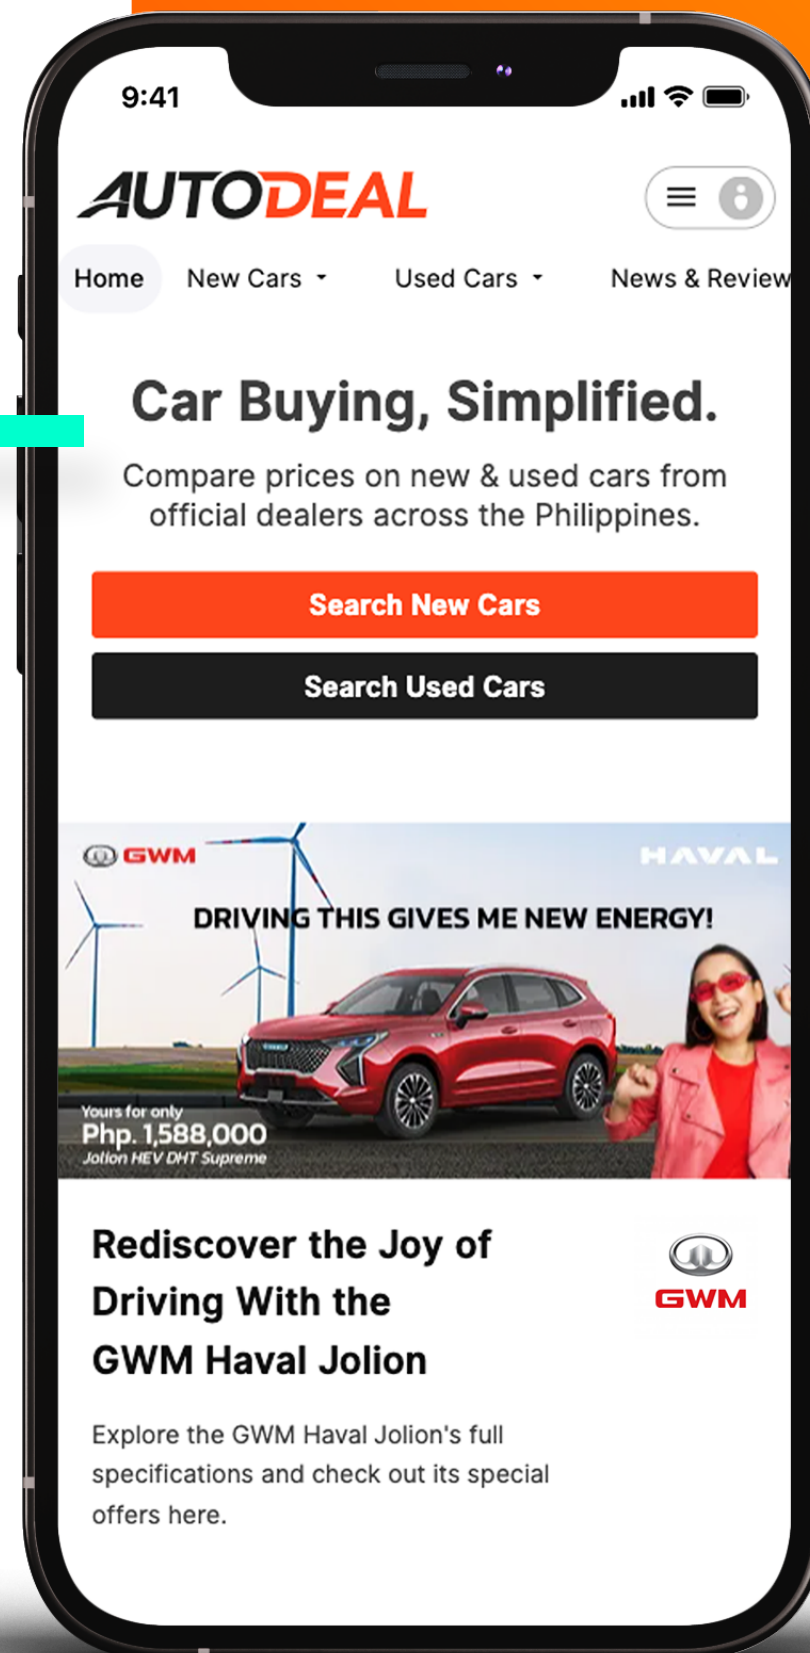 9:41
AUTODEAL
Home New Cars Used Cars News & Review
Car Buying, Simplified.
Compare prices on new & used cars from
official dealers across the Philippines.
Search New Cars
Search Used Cars
GWM HAVAL
DRIVING THIS GIVES ME NEW ENERGY!
Yours for only
Php. 1,588,000
Jolion HEV DHT Supreme
Rediscover the Joy of
Driving With the
GWM Haval Jolion
GWM
Explore the GWM Haval Jolion's full
specifications and check out its special
offers here.